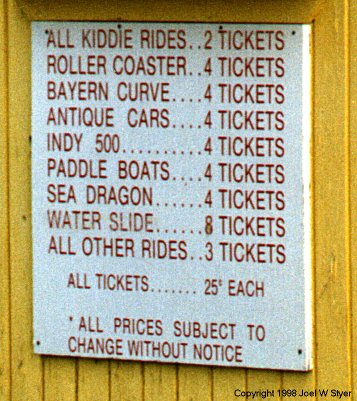 ALL KIDDIE RIDES..2 TICKETS
ROLLER COASTER..4 TICKETS
BAYERN CURVE....4 TICKETS
ANTIQUE CARS....4 TICKETS
INDY 500..........4 TICKETS
PADDLE BOATS....4 TICKETS
SEA DRAGON......4 TICKETS
WATER SLIDE......8 TICKETS
ALL OTHER RIDES..3 TICKETS
ALL TICKETS....... 25¢ EACH
*ALL PRICES SUBJECT TO
CHANGE WITHOUT NOTICE
Copyright 1998 Joel W Styer